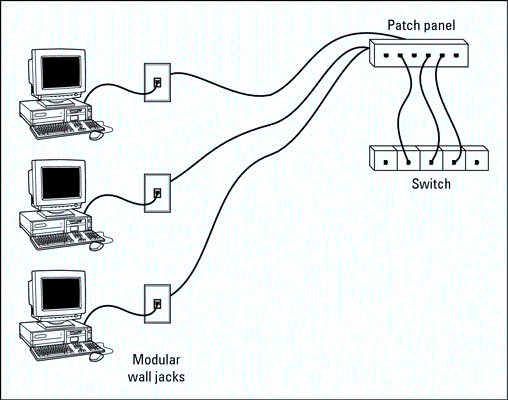 Patch panel
Switch
Modular
wall jacks